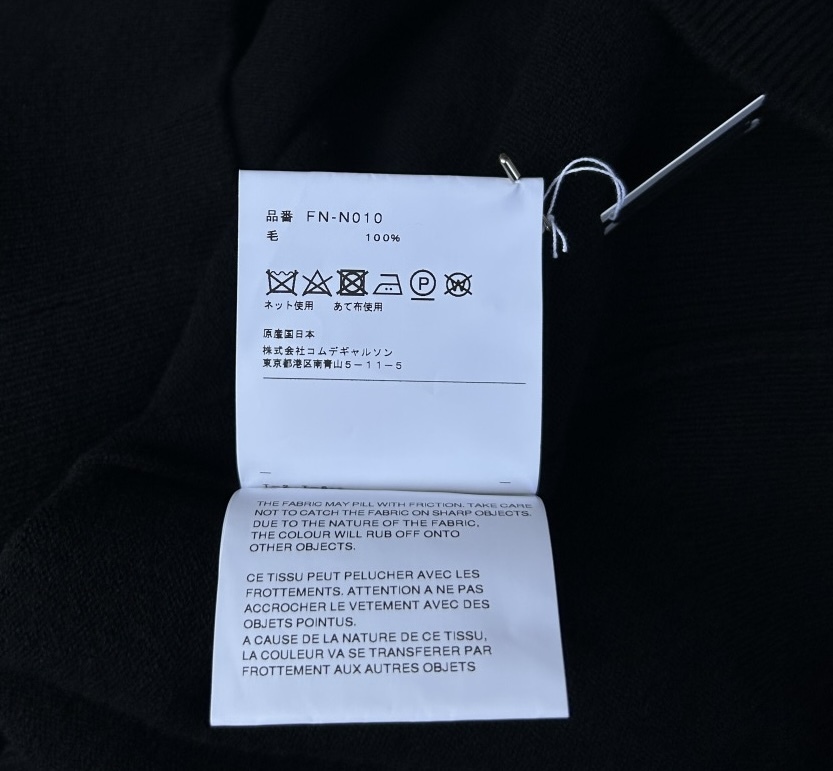 品番 FN-N010
毛 100%
P W
ネット使用 あて布使用
原産国日本
株式会社コムデギャルソン
東京都港区南青山5-11-5
THE FABRIC MAY PILL WITH FRICTION. TAKE CARE
NOT TO CATCH THE FABRIC ON SHARP OBJECTS.
DUE TO THE NATURE OF THE FABRIC,
THE COLOUR WILL RUB OFF ONTO
OTHER OBJECTS.
CE TISSU PEUT PELUCHER AVEC LES
FROTTEMENTS. ATTENTION A NE PAS
ACCROCHER LE VETEMENT AVEC DES
OBJETS POINTUS.
A CAUSE DE LA NATURE DE CE TISSU,
LA COULEUR VA SE TRANSFERER PAR
FROTTEMENT AUX AUTRES OBJETS